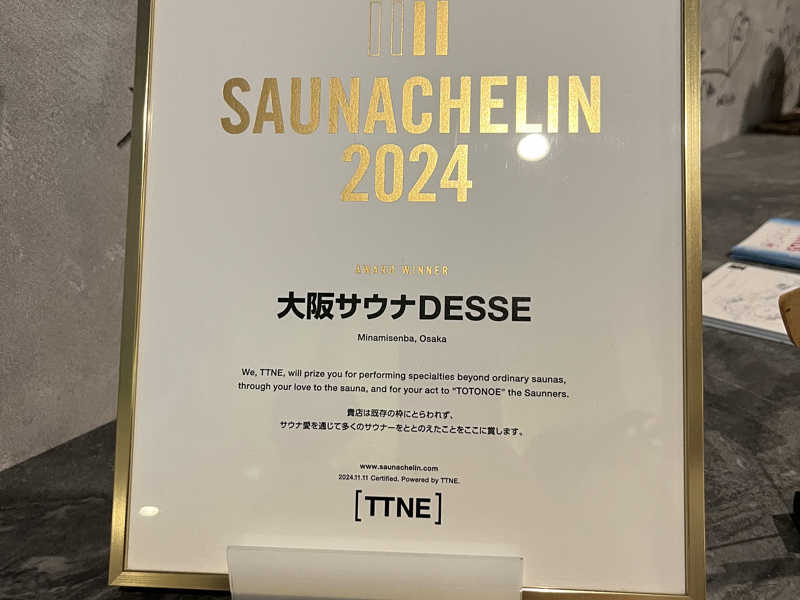 SAUNACHELIN
2024
AWARD WINNER
大阪サウナDESSE
Minamisenba, Osaka
We, TTNE, will prize you for performing specialties beyond ordinary saunas,
through your love to the sauna, and for your act to “TOTONOE” the Saunners.
貴店は既存の枠にとらわれず、
サウナ愛を通じて多くのサウナーをととのえたことをここに賞します。
www.saunachelin.com
2024.11.11 Certified. Powered by TTNE.
[TTNE]